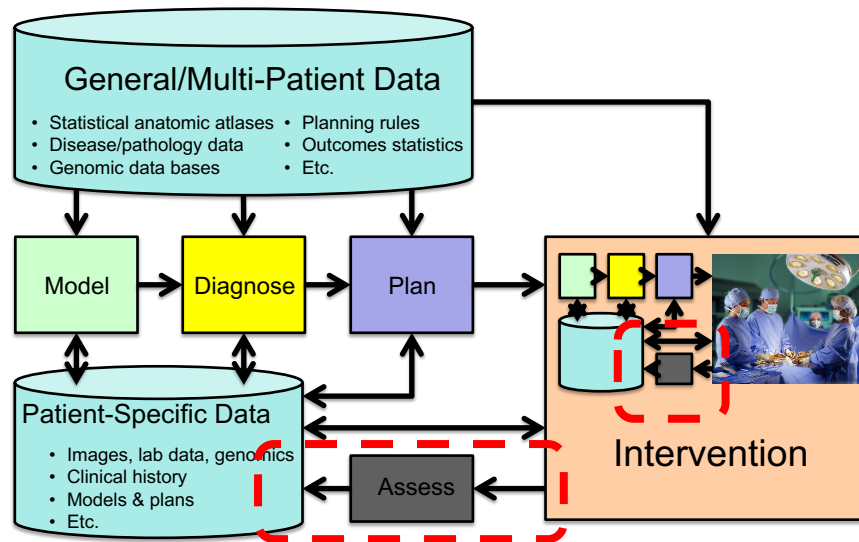 General/Multi-Patient Data
• Statistical anatomic atlases
• Disease/pathology data
• Genomic data bases
• Planning rules
• Outcomes statistics
• Etc.
Model
Diagnose
Plan
Patient-Specific Data
• Images, lab data, genomics
• Clinical history
• Models & plans
• Etc.
Assess
Intervention